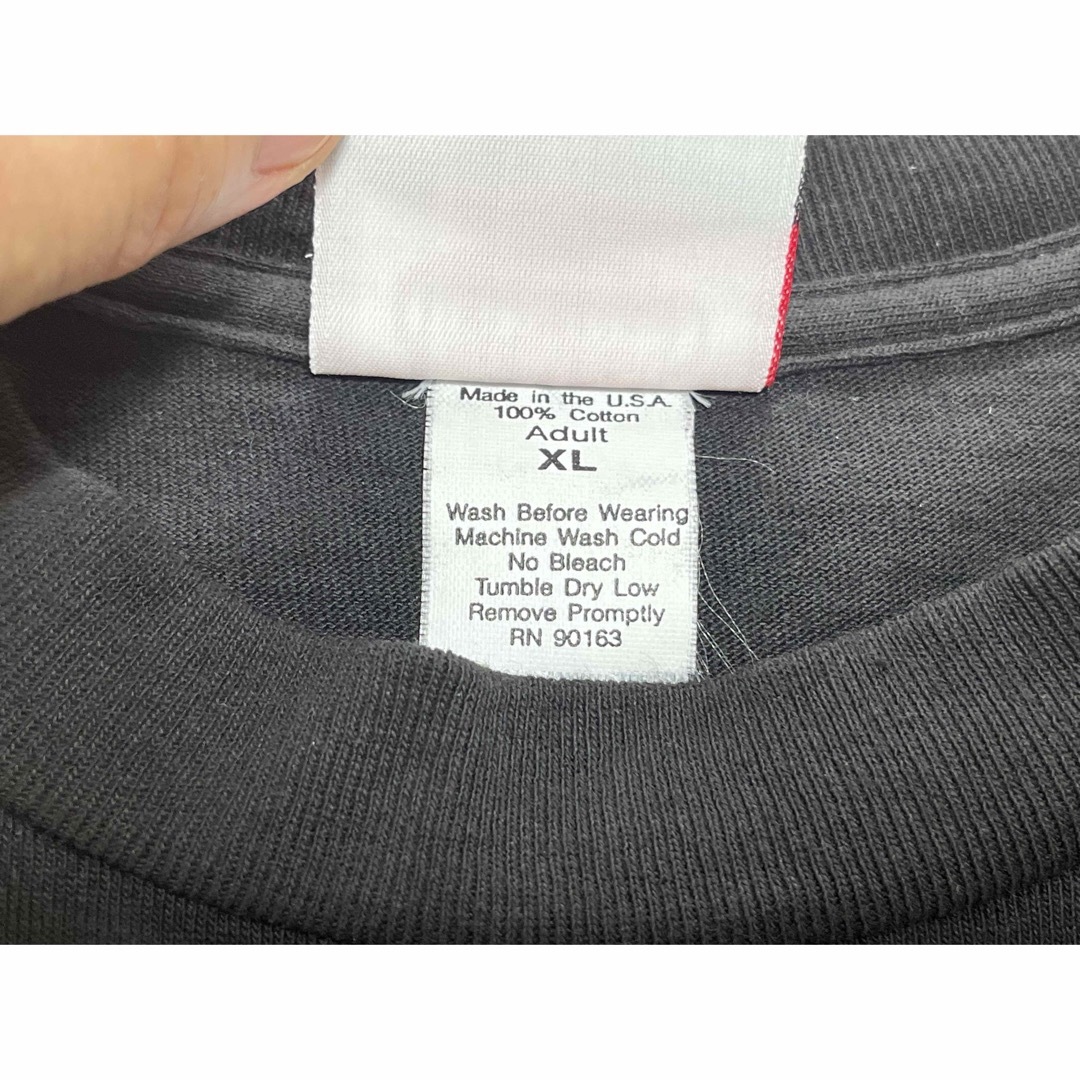 Made in the U.S.A.
100% Cotton
Adult
XL
Wash Before Wearing
Machine Wash Cold
No Bleach
Tumble Dry Low
Remove Promptly
RN 90163